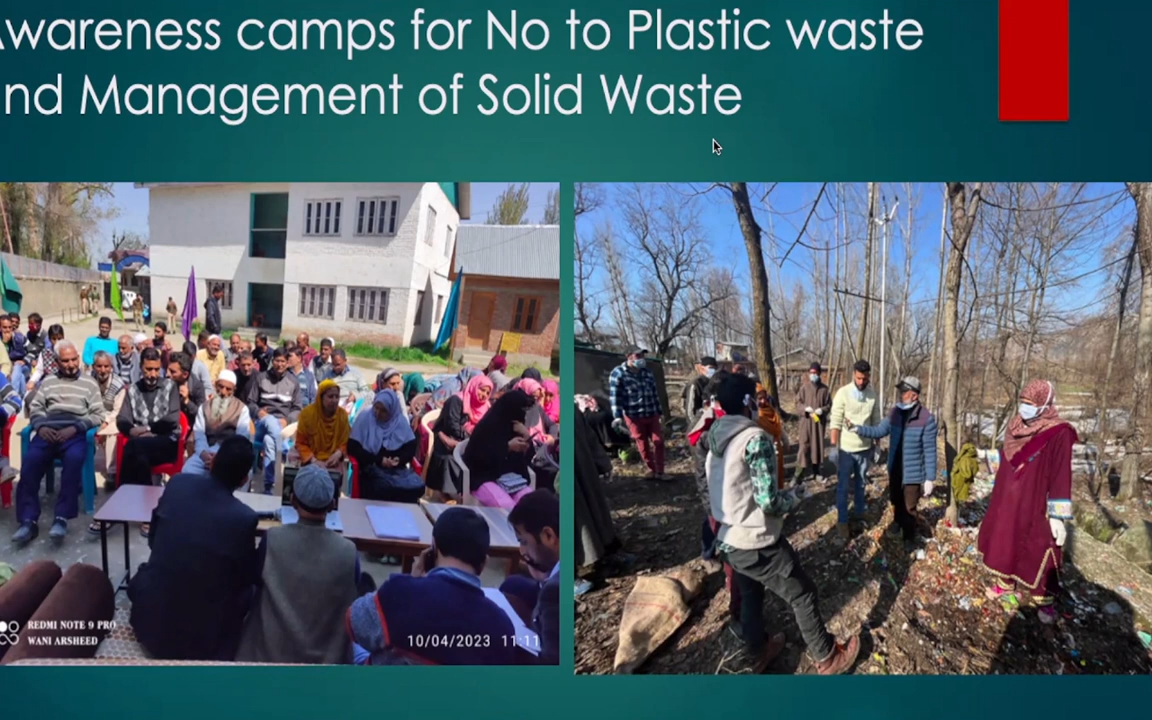 wareness camps for No to Plastic waste
nd Management of Solid Waste
REDMI NOTE 9 PRO
WANI ARSHEED
10/04/2023 11:11